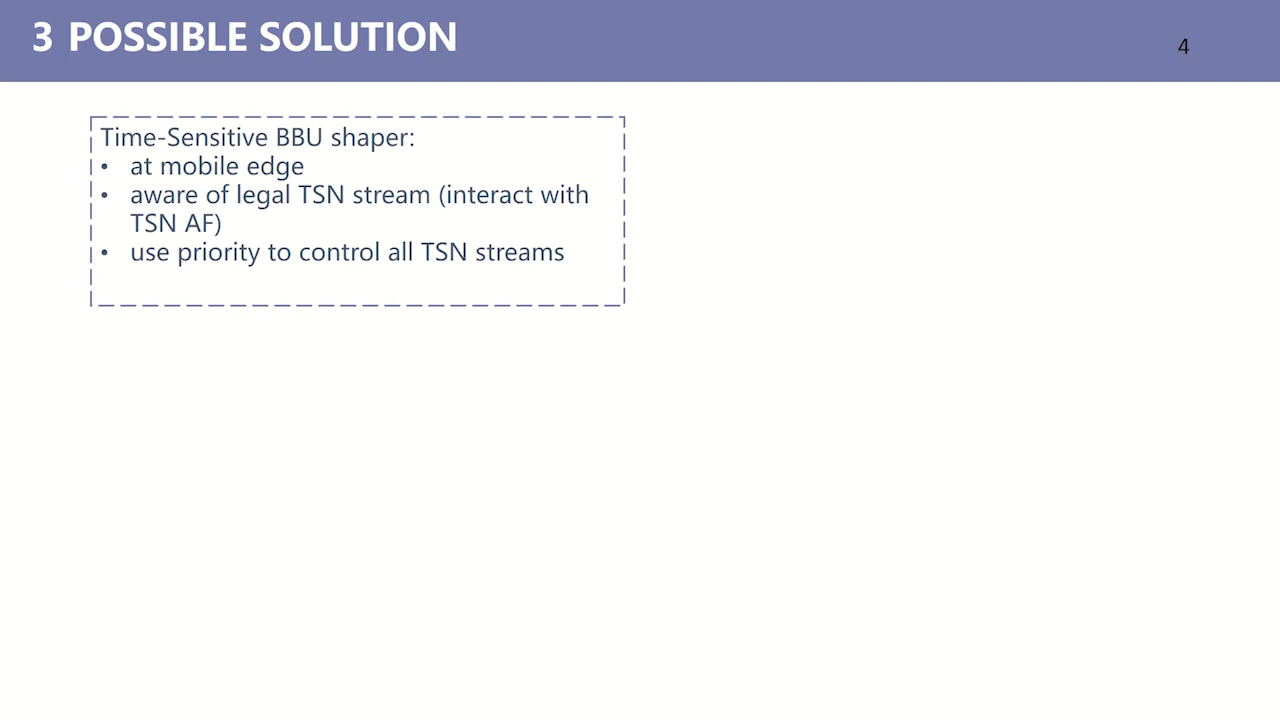 3 POSSIBLE SOLUTION
4
Time-Sensitive BBU shaper:
• at mobile edge
• aware of legal TSN stream (interact with
TSN AF)
• use priority to control all TSN streams